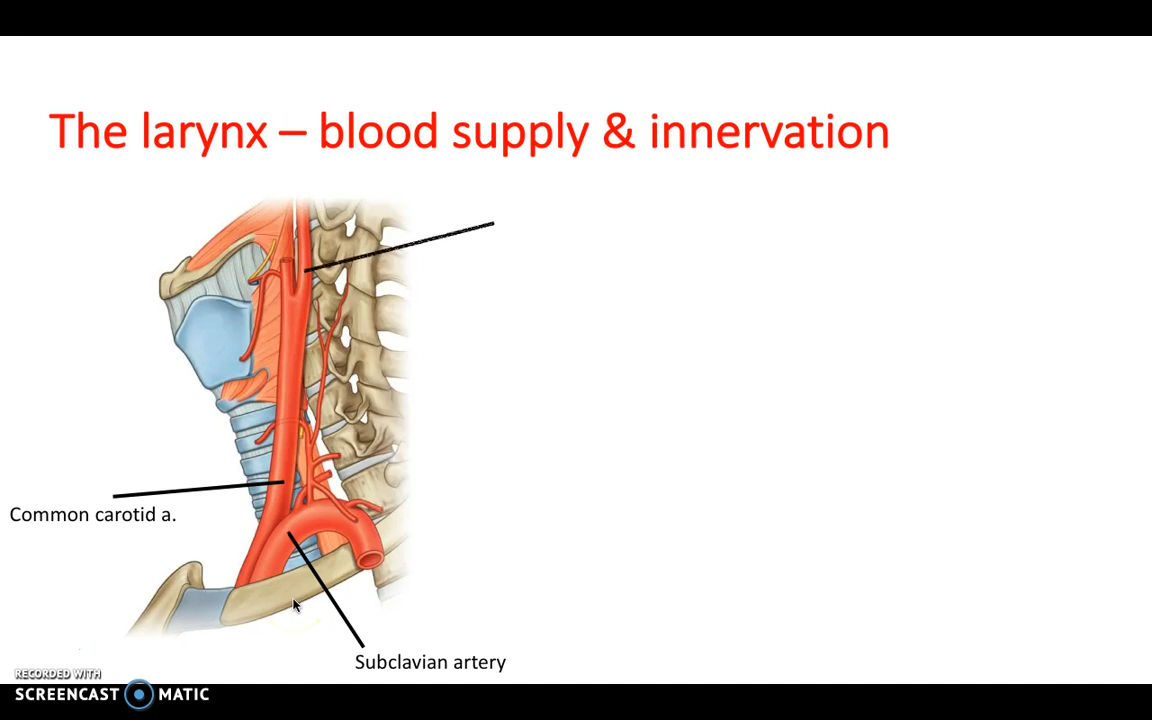 The larynx – blood supply & innervation
Common carotid a.
Subclavian artery
RECORDED WITH
SCREENCAST MATIC